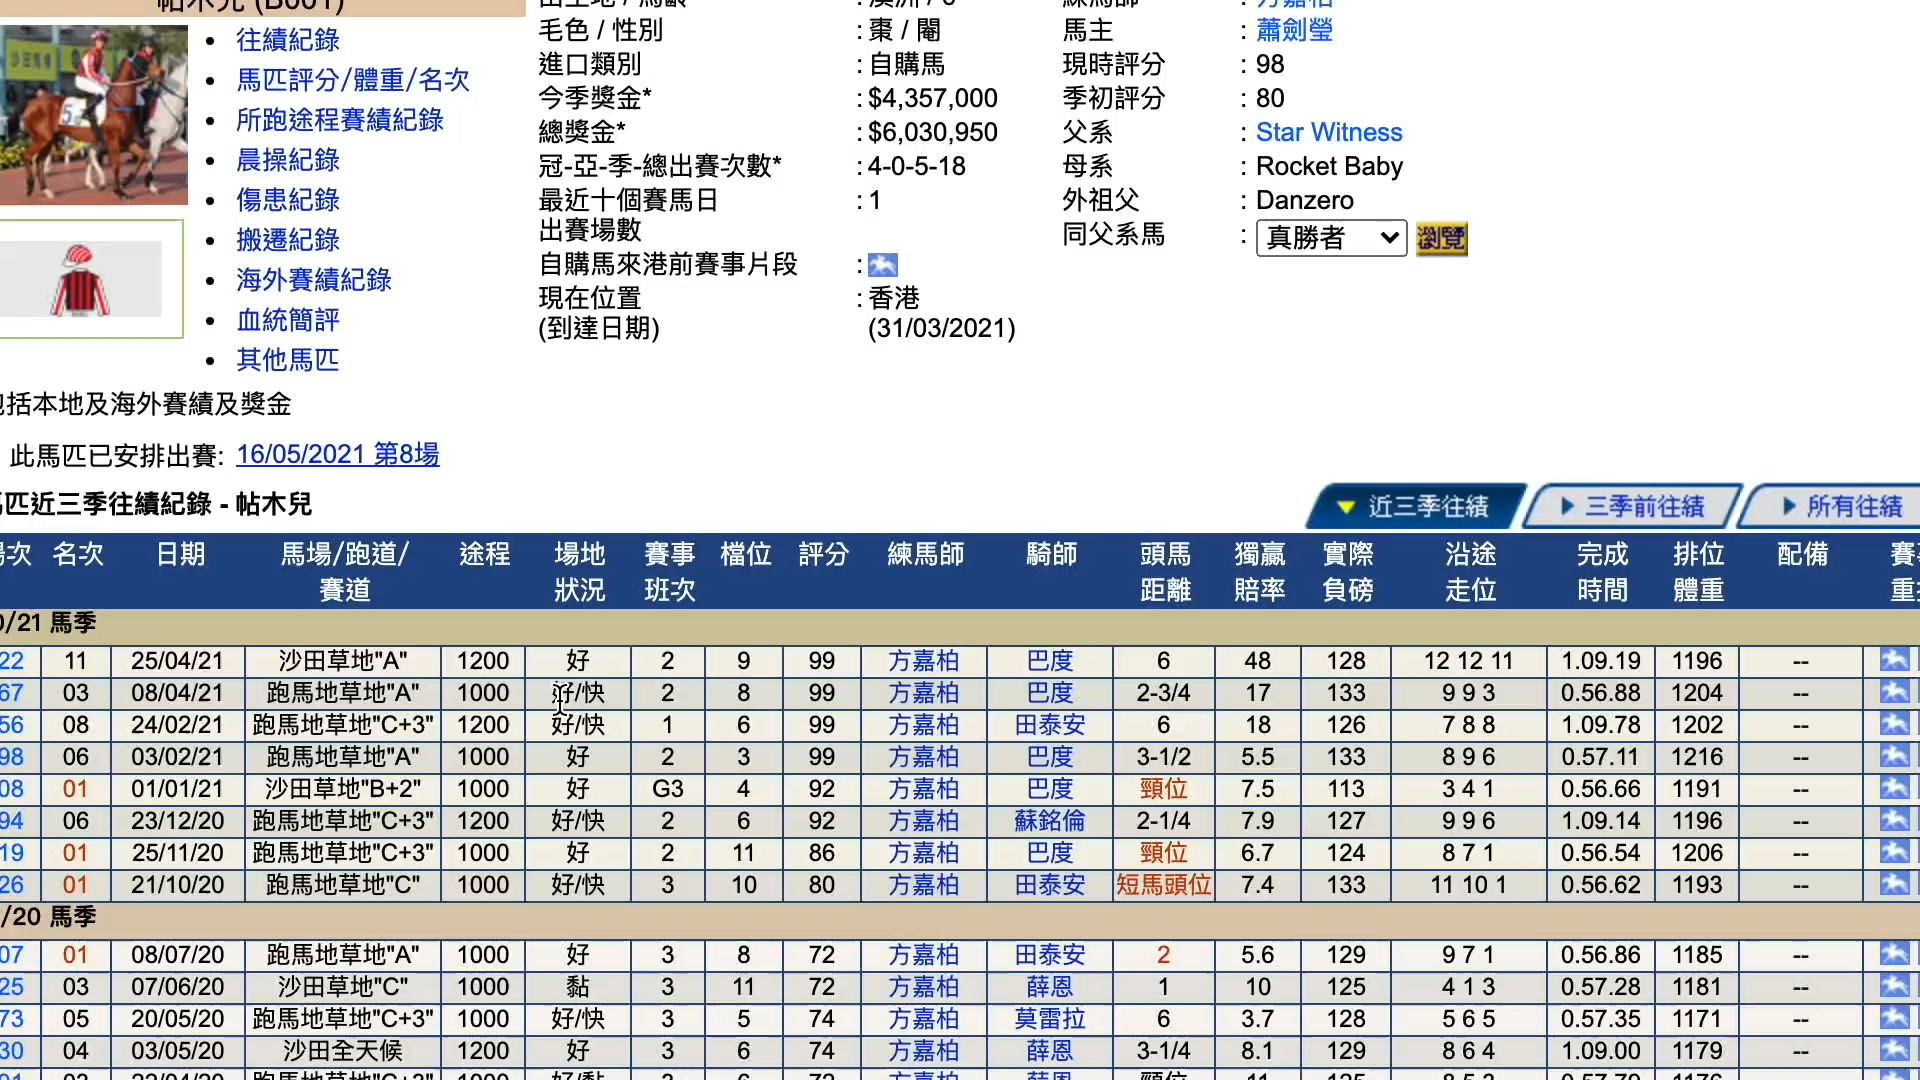 帖木兒 (B001)
往績紀錄
馬匹評分/體重/名次
所跑途程賽績紀錄
晨操紀錄
傷患紀錄
搬遷紀錄
海外賽績紀錄
血統簡評
其他馬匹
毛色 / 性別 : 棗 / 閹
進口類別 : 自購馬
今季獎金* : $4,357,000
總獎金* : $6,030,950
冠-亞-季-總出賽次數* : 4-0-5-18
最近十個賽馬日 : 1
出賽場數
自購馬來港前賽事片段 :
現在位置 : 香港
(到達日期) (31/03/2021)
馬主 : 蕭劍瑩
現時評分 : 98
季初評分 : 80
父系 : Star Witness
母系 : Rocket Baby
外祖父 : Danzero
同父系馬 : 真勝者 瀏覽
括本地及海外賽績及獎金
此馬匹已安排出賽: 16/05/2021 第8場
匹近三季往績紀錄 - 帖木兒
近三季往績 三季前往績 所有往績
次 名次 日期 馬場/跑道/ 途程 場地 賽事 檔位 評分 練馬師 騎師 頭馬 獨贏 實際 沿途 完成 排位 配備
賽道 狀況 班次 距離 賠率 負磅 走位 時間 體重
/21 馬季
22 11 25/04/21 沙田草地"A" 1200 好 2 9 99 方嘉柏 巴度 6 48 128 12 12 11 1.09.19 1196 --
67 03 08/04/21 跑馬地草地"A" 1000 好/快 2 8 99 方嘉柏 巴度 2-3/4 17 133 9 9 3 0.56.88 1204 --
56 08 24/02/21 跑馬地草地"C+3" 1200 好/快 1 6 99 方嘉柏 田泰安 6 18 126 7 8 8 1.09.78 1202 --
98 06 03/02/21 跑馬地草地"A" 1000 好 2 3 99 方嘉柏 巴度 3-1/2 5.5 133 8 9 6 0.57.11 1216 --
08 01 01/01/21 沙田草地"B+2" 1000 好 G3 4 92 方嘉柏 巴度 頸位 7.5 113 3 4 1 0.56.66 1191 --
94 06 23/12/20 跑馬地草地"C+3" 1200 好/快 2 6 92 方嘉柏 蘇銘倫 2-1/4 7.9 127 9 9 6 1.09.14 1196 --
19 01 25/11/20 跑馬地草地"C+3" 1000 好 2 11 86 方嘉柏 巴度 頸位 6.7 124 8 7 1 0.56.54 1206 --
26 01 21/10/20 跑馬地草地"C" 1000 好/快 3 10 80 方嘉柏 田泰安 短馬頭位 7.4 133 11 10 1 0.56.62 1193 --
/20 馬季
07 01 08/07/20 跑馬地草地"A" 1000 好 3 8 72 方嘉柏 田泰安 2 5.6 129 9 7 1 0.56.86 1185 --
25 03 07/06/20 沙田草地"C" 1000 黏 3 11 72 方嘉柏 薛恩 1 10 125 4 1 3 0.57.28 1181 --
73 05 20/05/20 跑馬地草地"C+3" 1000 好/快 3 5 74 方嘉柏 莫雷拉 6 3.7 128 5 6 5 0.57.35 1171 --
30 04 03/05/20 沙田全天候 1200 好 3 6 74 方嘉柏 薛恩 3-1/4 8.1 129 8 6 4 1.09.00 1179 --